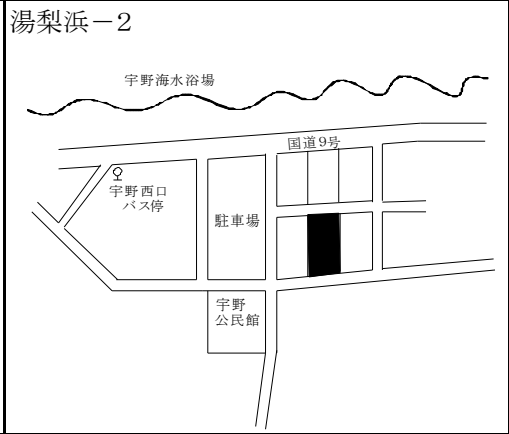 湯梨浜－2
宇野海水浴場
国道9号
宇野西口
バス停
駐車場
宇野
公民館